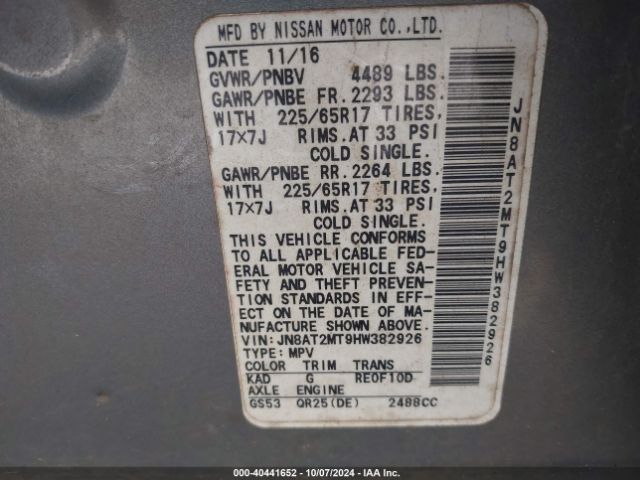 MFD BY NISSAN MOTOR CO.,LTD.
DATE 11/16
GVWR/PNBV 4489 LBS.
GAWR/PNBE FR. 2293 LBS.
WITH 225/65R17 TIRES,
17×7J RIMS.AT 33 PSI
COLD SINGLE.
GAWR/PNBE RR. 2264 LBS.
WITH 225/65R17 TIRES,
17×7J RIMS.AT 33 PSI
COLD SINGLE.
THIS VEHICLE CONFORMS
TO ALL APPLICABLE FED-
ERAL MOTOR VEHICLE SA-
FETY AND THEFT PREVEN-
TION STANDARDS IN EFF-
ECT ON THE DATE OF MA-
NUFACTURE SHOWN ABOVE.
VIN: JN8AT2MT9HW382926
TYPE: MPV
COLOR TRIM TRANS
KAD G RE0F10D
AXLE ENGINE
GS53 QR25(DE) 2488CC
JN8AT2MT9HW382926
000-40441652 - 10/07/2024 - IAA Inc.